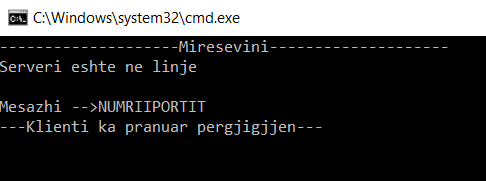 C:\Windows\system32\cmd.exe
--------------------Miresevini--------------------
Serveri eshte ne linje
Mesazhi -->NUMRIIPORTIT
---Klienti ka pranuar pergjigjjen---